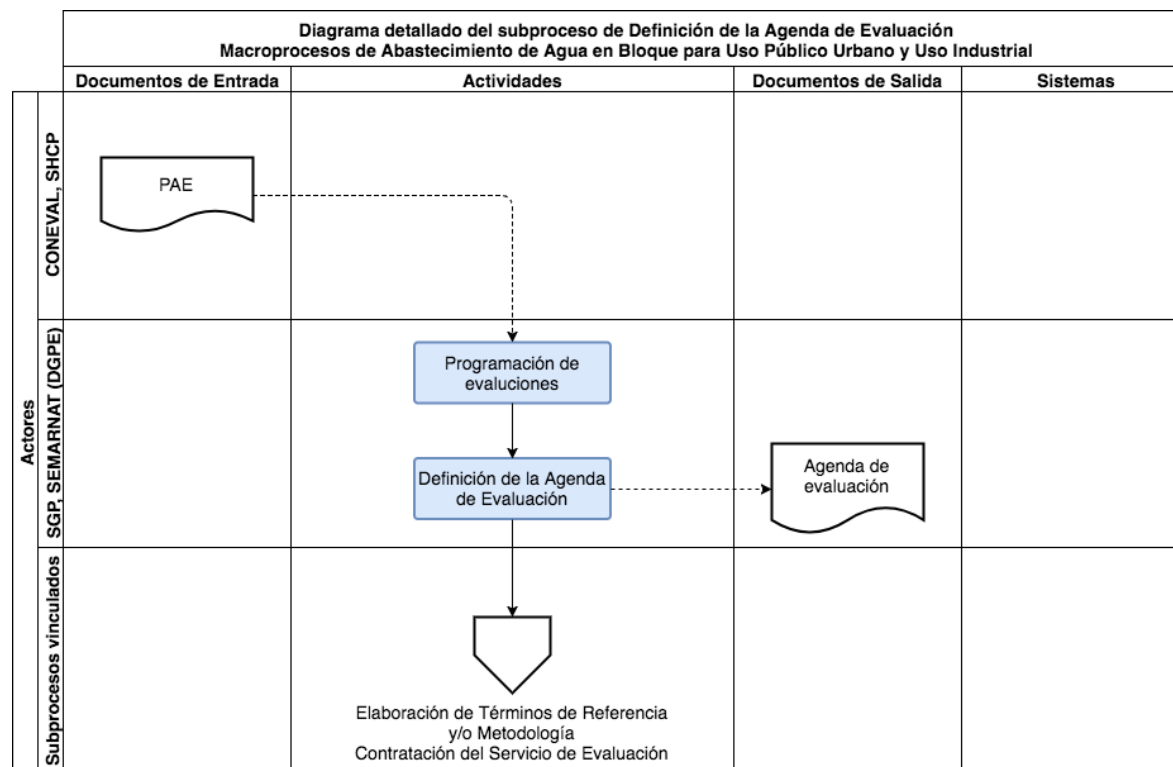 Diagrama detallado del subproceso de Definición de la Agenda de Evaluación
Macroprocesos de Abastecimiento de Agua en Bloque para Uso Público Urbano y Uso Industrial
Documentos de Entrada
Actividades
Documentos de Salida
Sistemas
Actores
CONEVAL, SHCP
PAE
SGP, SEMARNAT (DGPE)
Programación de
evaluciones
Definición de la Agenda
de Evaluación
Agenda de
evaluación
Subprocesos vinculados
Elaboración de Términos de Referencia
y/o Metodología
Contratación del Servicio de Evaluación